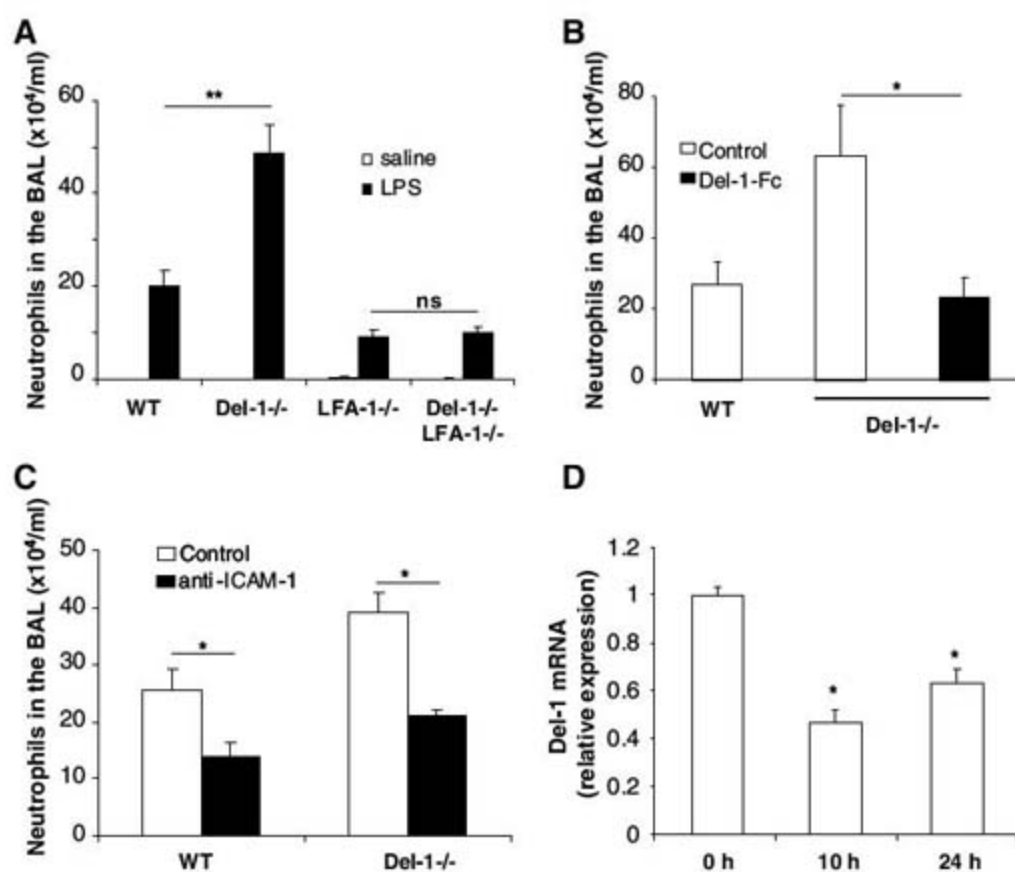 A
Neutrophils in the BAL (x10⁴/ml)
60
40
20
0
**
saline
LPS
ns
WT
Del-1-/-
LFA-1-/-
Del-1-/-
LFA-1-/-
B
Neutrophils in the BAL (x10⁴/ml)
80
60
40
20
0
*
Control
Del-1-Fc
WT
Del-1-/-
C
Neutrophils in the BAL (x10⁴/ml)
50
40
30
20
10
0
Control
anti-ICAM-1
*
*
WT
Del-1-/-
D
Del-1 mRNA
(relative expression)
1.2
1
0.8
0.6
0.4
0.2
0
*
*
0 h
10 h
24 h